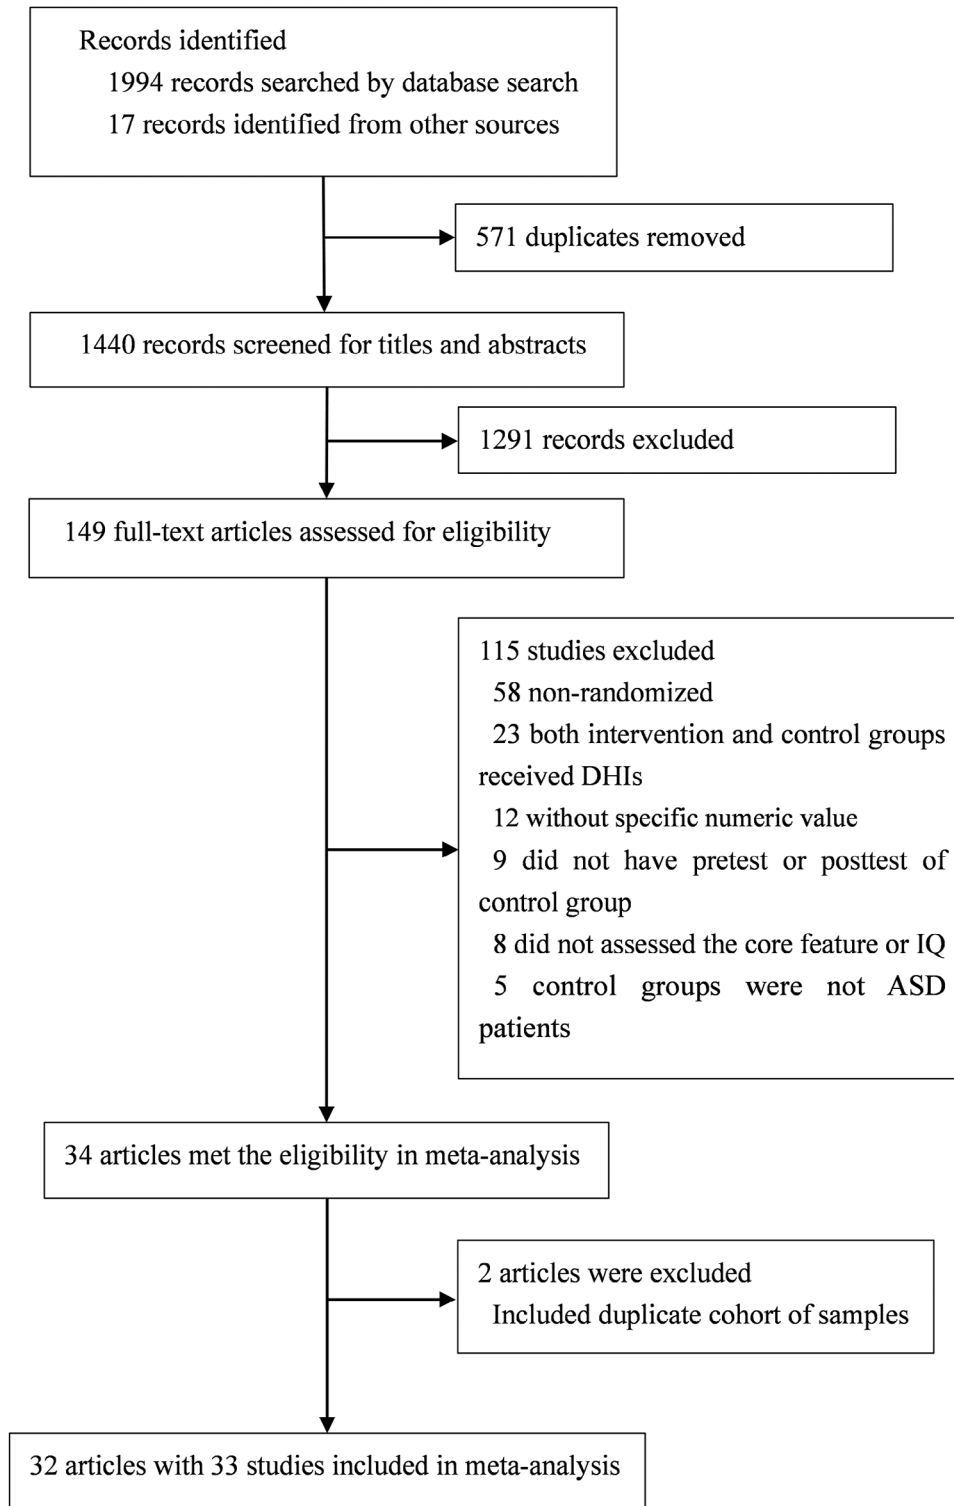 Records identified
1994 records searched by database search
17 records identified from other sources
571 duplicates removed
1440 records screened for titles and abstracts
1291 records excluded
149 full-text articles assessed for eligibility
115 studies excluded
58 non-randomized
23 both intervention and control groups
received DHIs
12 without specific numeric value
9 did not have pretest or posttest of
control group
8 did not assessed the core feature or IQ
5 control groups were not ASD
patients
34 articles met the eligibility in meta-analysis
2 articles were excluded
Included duplicate cohort of samples
32 articles with 33 studies included in meta-analysis